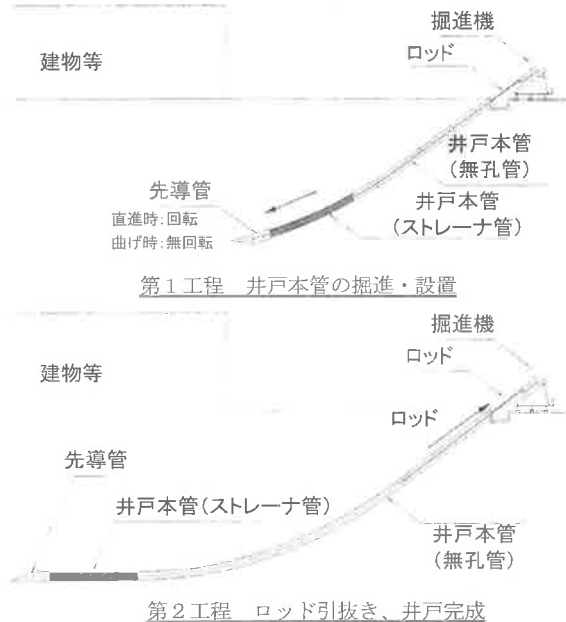 掘進機
ロッド
建物等
井戸本管
(無孔管)
先導管
直進時:回転
曲げ時:無回転
井戸本管
(ストレーナ管)
第1工程 井戸本管の掘進・設置
掘進機
ロッド
建物等
ロッド
先導管
井戸本管(ストレーナ管)
井戸本管
(無孔管)
第2工程 ロッド引抜き、井戸完成